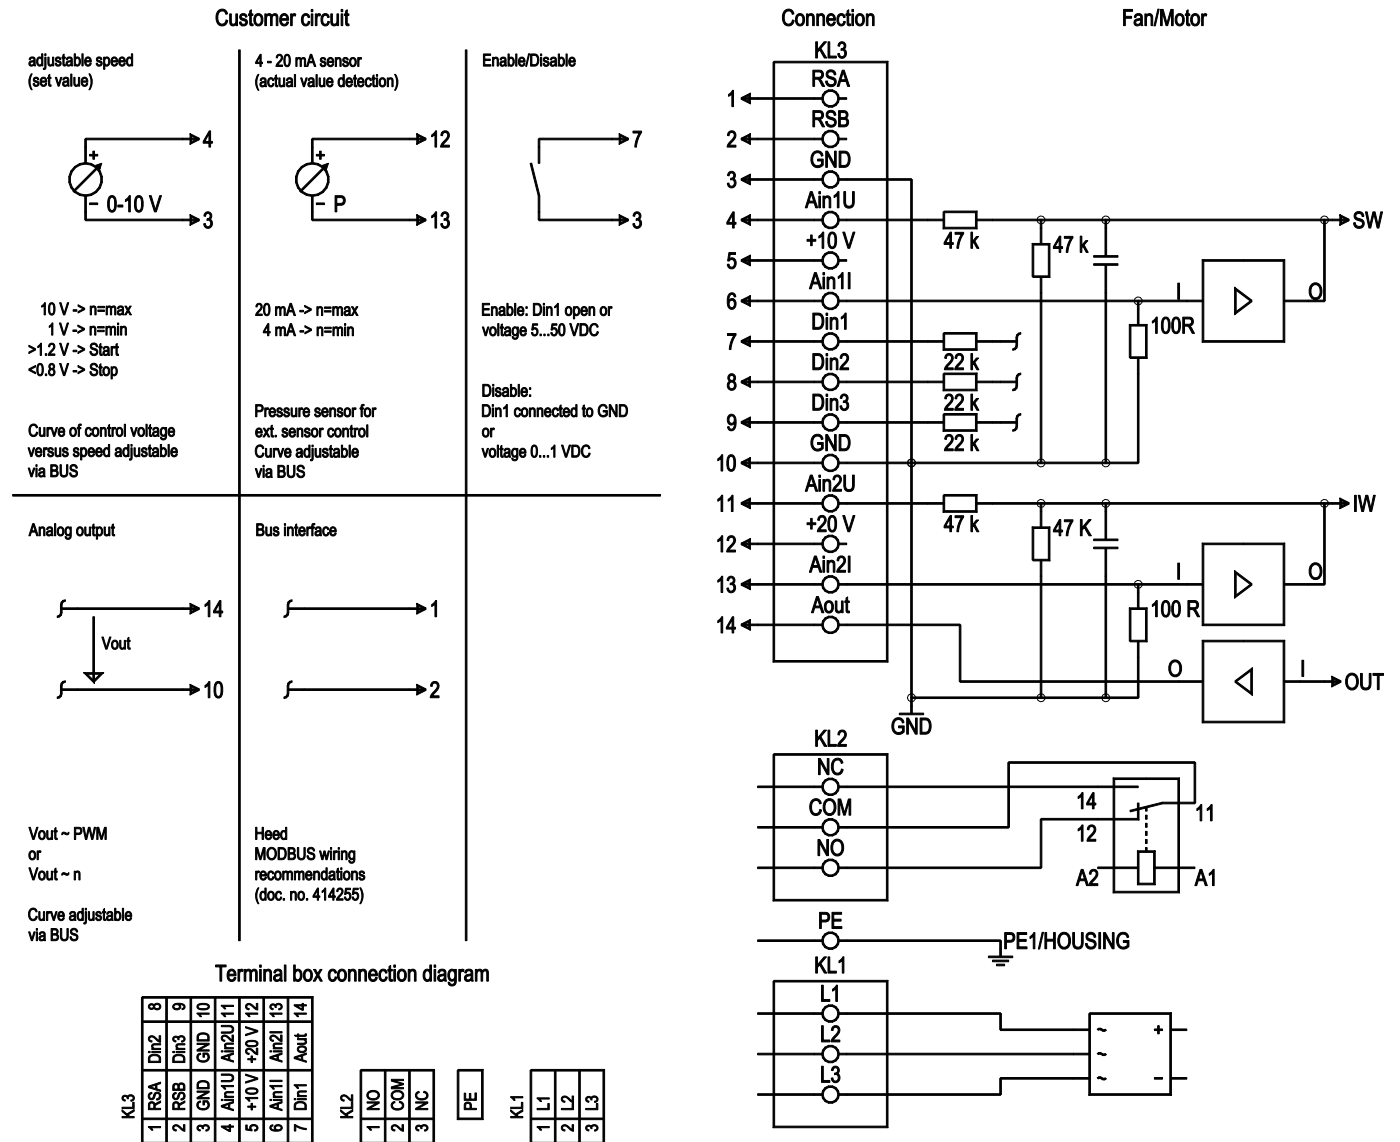 Customer circuit
adjustable speed
(set value)
+
4
- 0-10 V
3
10 V -> n=max
1 V -> n=min
>1.2 V -> Start
<0.8 V -> Stop
Curve of control voltage
versus speed adjustable
via BUS
4 - 20 mA sensor
(actual value detection)
+
12
- P
13
20 mA -> n=max
4 mA -> n=min
Pressure sensor for
ext. sensor control
Curve adjustable
via BUS
Enable/Disable
7
3
Enable: Din1 open or
voltage 5...50 VDC
Disable:
Din1 connected to GND
or
voltage 0...1 VDC
Analog output
14
Vout
10
Vout ~ PWM
or
Vout ~ n
Curve adjustable
via BUS
Bus interface
1
2
Heed
MODBUS wiring
recommendations
(doc. no. 414255)
Connection
Fan/Motor
KL3
RSA
1
RSB
2
GND
3
Ain1U
4
47 k
47 k
SW
+10 V
5
Ain1I
6
I
O
100R
Din1
7
22 k
Din2
8
22 k
Din3
9
22 k
GND
10
Ain2U
11
47 k
47 K
IW
+20 V
12
Ain2I
13
I
O
100 R
Aout
14
O
I
OUT
GND
KL2
NC
14
COM
11
12
NO
A2
A1
PE
PE1/HOUSING
KL1
L1
~
+
L2
~
L3
~
-
Terminal box connection diagram
KL3
1 RSA Din2 8
2 RSB Din3 9
3 GND GND 10
4 Ain1U Ain2U 11
5 +10 V +20 V 12
6 Ain1I Ain2I 13
7 Din1 Aout 14
KL2
1 NO
2 COM
3 NC
PE
KL1
1 L1
2 L2
3 L3